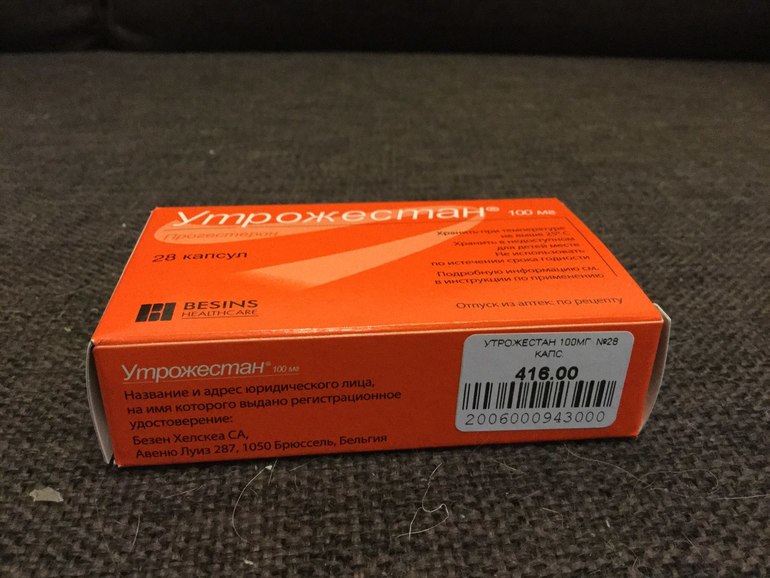 Утрожестан® 100 мг
Прогестерон
28 капсул
Хранить при температуре
не выше 25° С
Хранить в недоступном
для детей месте
Не использовать
по истечении срока годности
Подробную информацию см.
в инструкции по применению
Отпуск из аптек: по рецепту
BESINS
HEALTHCARE
Утрожестан® 100 мг
Название и адрес юридического лица,
на имя которого выдано регистрационное
удостоверение:
Безен Хелскеа СА,
Авеню Луиз 287, 1050 Брюссель, Бельгия
УТРОЖЕСТАН 100МГ №28
КАПС.
416.00
2006000943000